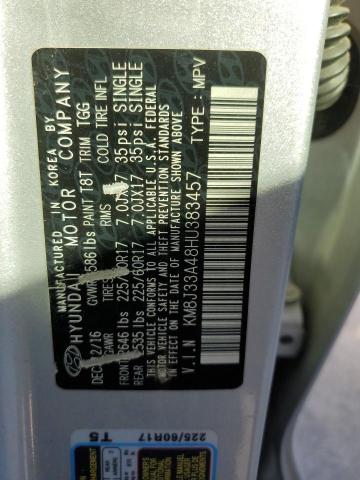 MANUFACTURED IN KOREA BY
HYUNDAI MOTOR COMPANY
GVWR 5861lbs PAINT 18T TRIM TGG
DEC/ 2/16
GAWR TIRES RIMS COLD TIRE INFL
FRONT 2646 lbs 225/60R17 7.0JX17 35psi SINGLE
REAR 2535 lbs 225/60R17 7.0JX17 35psi SINGLE
THIS VEHICLE CONFORMS TO ALL APPLICABLE U.S.A. FEDERAL
MOTOR VEHICLE SAFETY AND THEFT PREVENTION STANDARDS
IN EFFECT ON THE DATE OF MANUFACTURE SHOWN ABOVE
V.I.N KM8J33A48HU383457 TYPE : MPV
T5 225/60R17